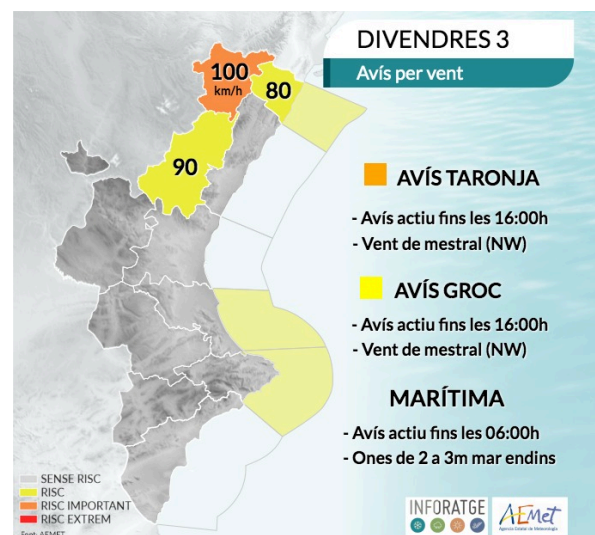 DIVENDRES 3
Avís per vent
100
km/h
80
90
AVÍS TARONJA
- Avís actiu fins les 16:00h
- Vent de mestral (NW)
AVÍS GROC
- Avís actiu fins les 16:00h
- Vent de mestral (NW)
MARÍTIMA
- Avís actiu fins les 06:00h
- Ones de 2 a 3m mar endins
SENSE RISC
RISC
RISC IMPORTANT
RISC EXTREM
Font: AEMET
INFORATGE
AEMet
Agencia Estatal de Meteorología